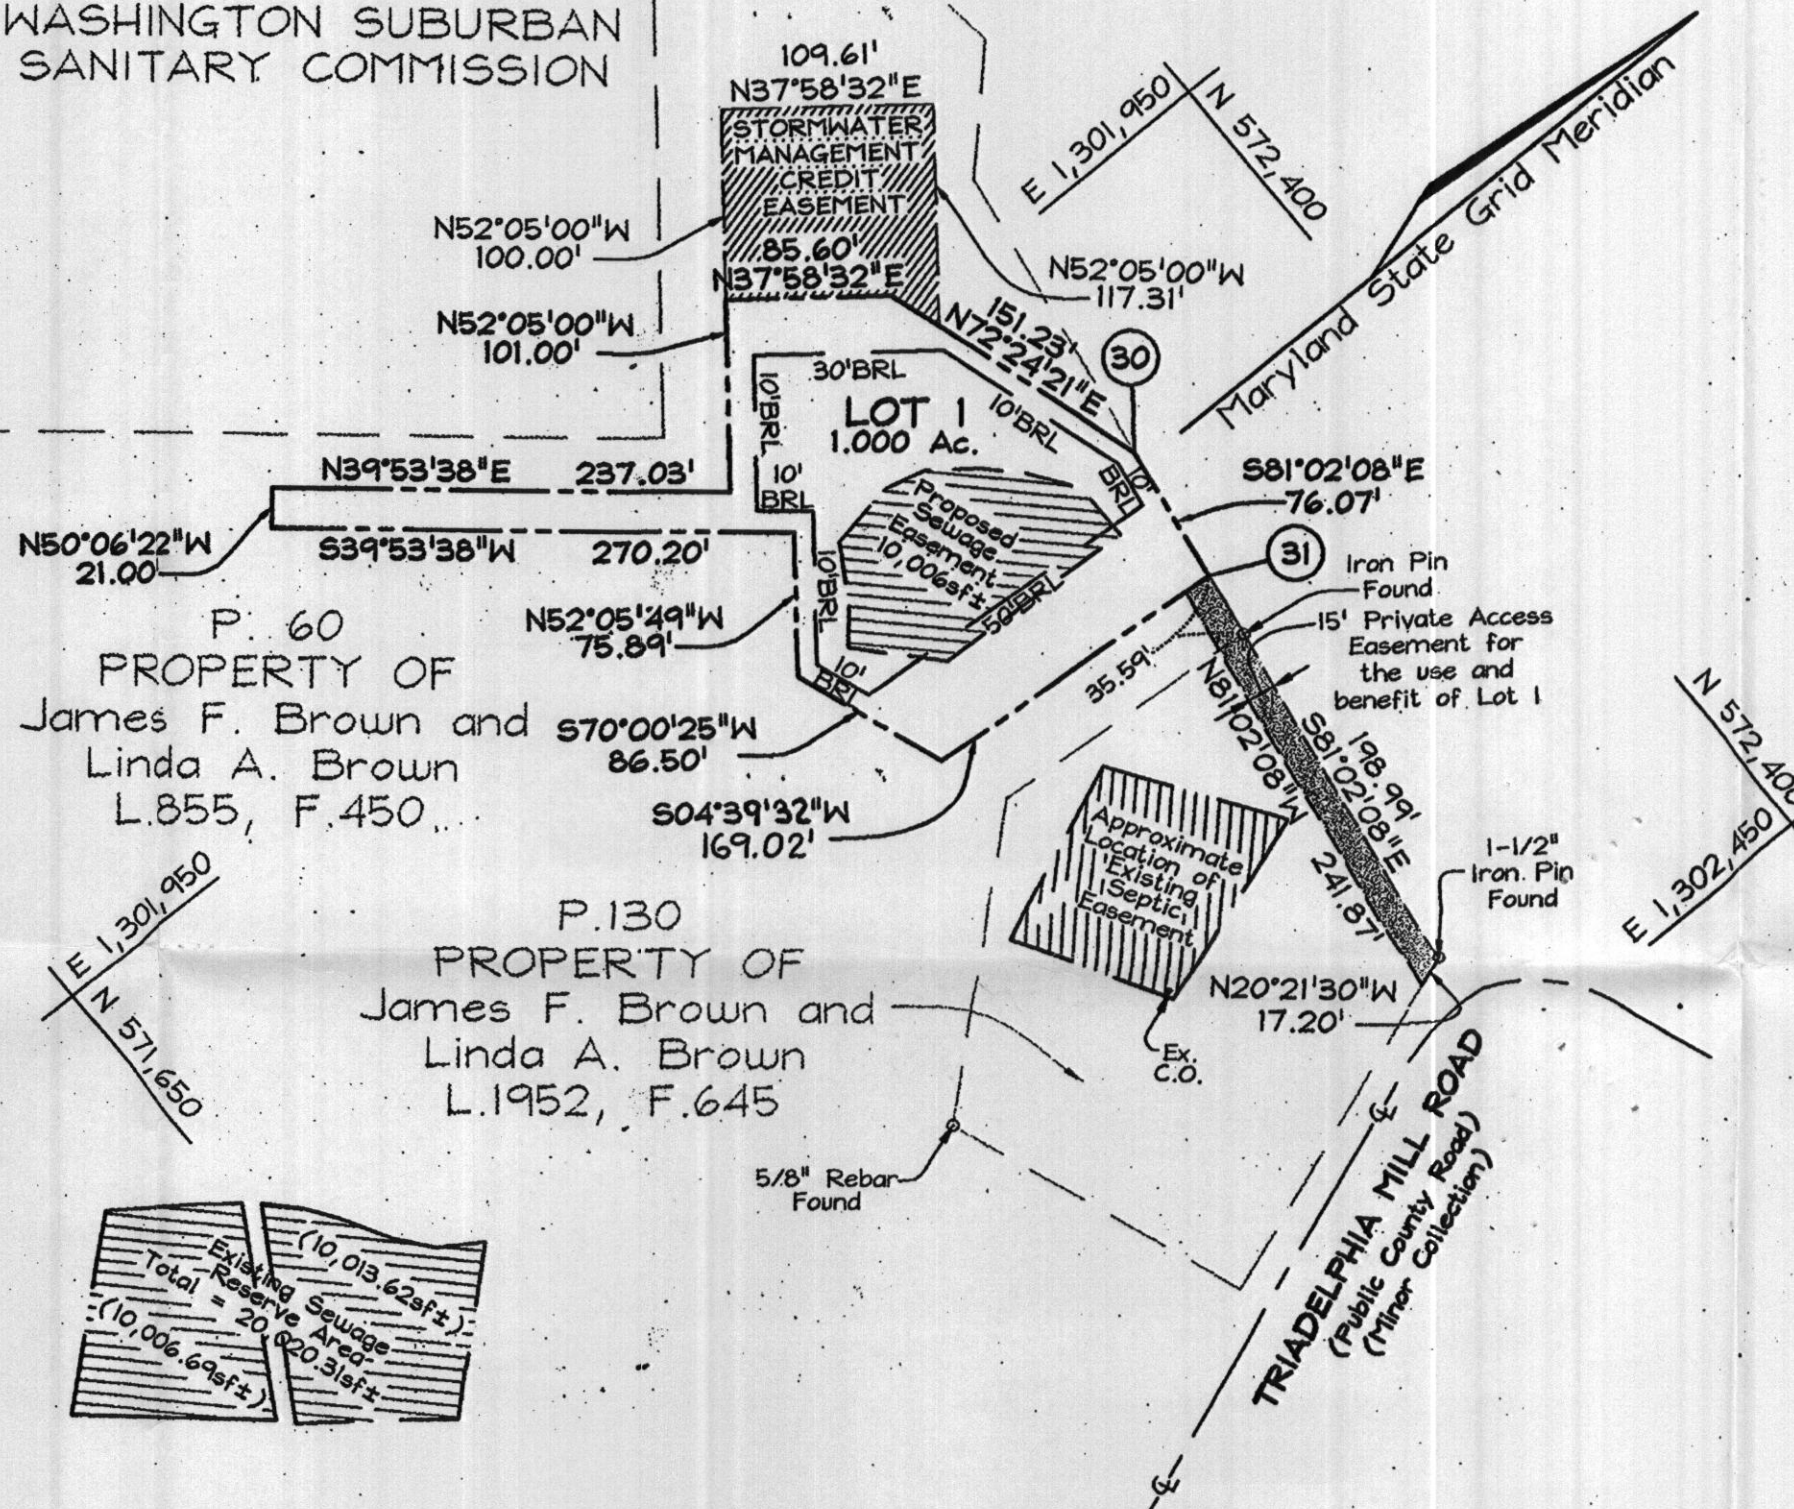 WASHINGTON SUBURBAN
SANITARY COMMISSION
109.61'
N37°58'32"E
STORMWATER
MANAGEMENT
CREDIT
EASEMENT
85.60'
N37°58'32"E
N52°05'00"W
100.00'
N52°05'00"W
101.00'
N52°05'00"W
117.31'
E 1,301,950
N 572,400
Maryland State Grid Meridian
151.23'
N72°24'21"E
30
30'BRL
10'BRL
10'BRL
LOT 1
1.000 Ac.
10'
BRL
10'
BRL
N39°53'38"E 237.03'
S39°53'38"W 270.20'
N50°06'22"W
21.00'
Proposed
Sewage
Easement
10,006sf±
50'BRL
10'BRL
10'
BRL
S81°02'08"E
76.07'
31
Iron Pin
Found
15' Private Access
Easement for
the use and
benefit of Lot 1
N52°05'49"W
75.89'
S70°00'25"W
86.50'
S04°39'32"W
169.02'
35.59'
N81°02'08"W
241.87'
198.99'
S81°02'08"E
P. 60
PROPERTY OF
James F. Brown and
Linda A. Brown
L.855, F.450
N 572,400
E 1,302,450
Approximate
Location of
Existing
Septic
Easement
1-1/2"
Iron Pin
Found
N20°21'30"W
17.20'
Ex.
C.O.
E 1,301,950
N 571,650
P.130
PROPERTY OF
James F. Brown and
Linda A. Brown
L.1952, F.645
5/8" Rebar
Found
TRIADELPHIA MILL ROAD
(Public County Road)
(Minor Collection)
℄
℄
Existing Sewage
Reserve Area
Total = 20,020.31sf±
(10,013.62sf±)
(10,006.69sf±)